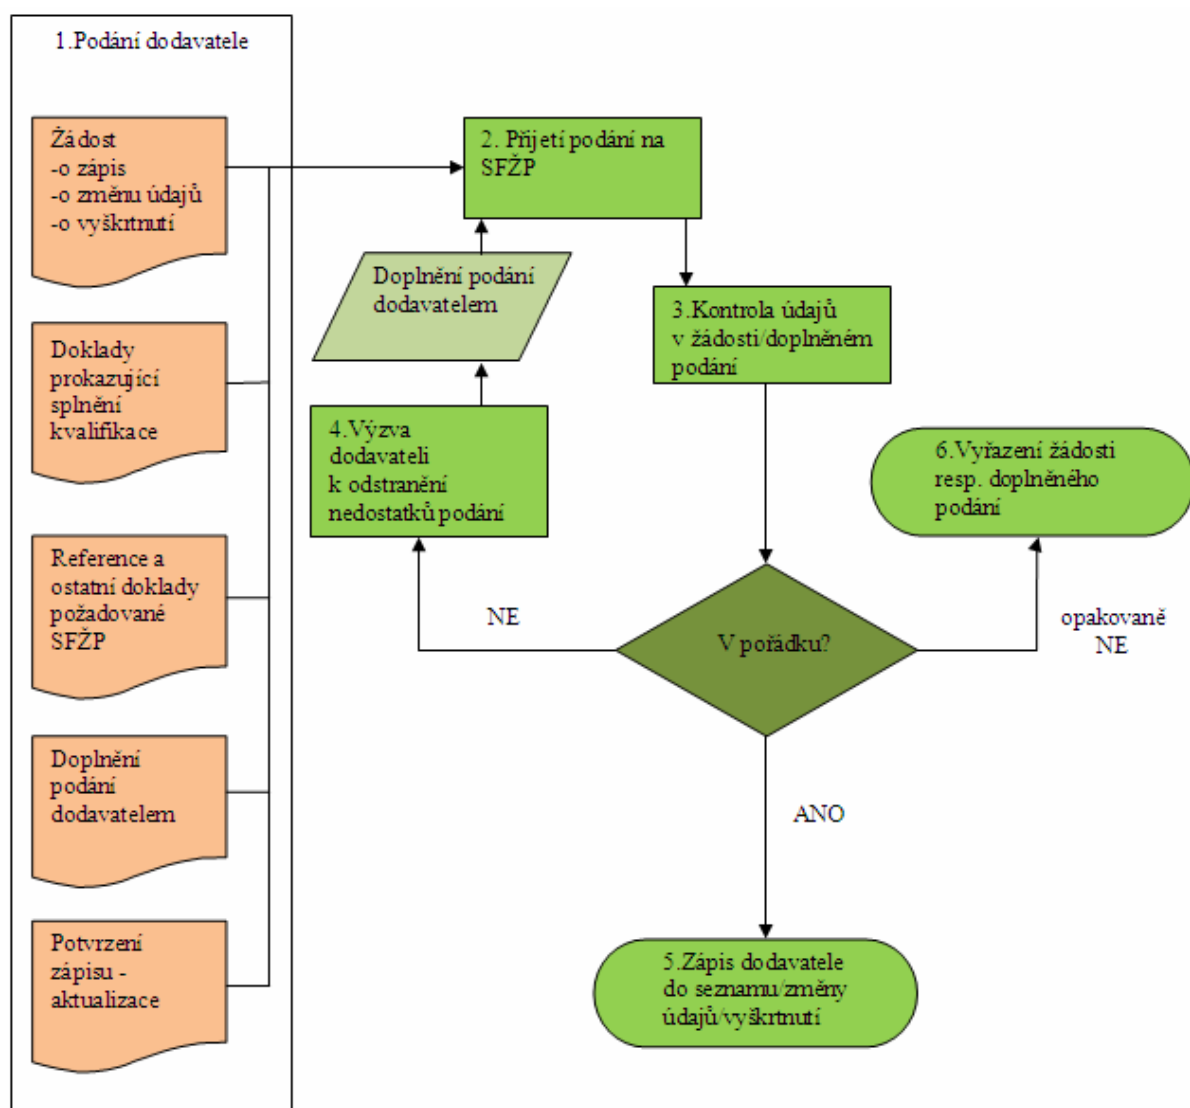 1.Podání dodavatele
Žádost
-o zápis
-o změnu údajů
-o vyškrtnutí
Doklady
prokazující
splnění
kvalifikace
Reference a
ostatní doklady
požadované
SFŽP
Doplnění
podání
dodavatelem
Potvrzení
zápisu -
aktualizace
2. Přijetí podání na
SFŽP
Doplnění podání
dodavatelem
3.Kontrola údajů
v žádosti/doplněném
podání
4.Výzva
dodavateli
k odstranění
nedostatků podání
6.Vyřazení žádosti
resp. doplněného
podání
NE
V pořádku?
opakovaně
NE
ANO
5.Zápis dodavatele
do seznamu/změny
údajů/vyškrtnutí